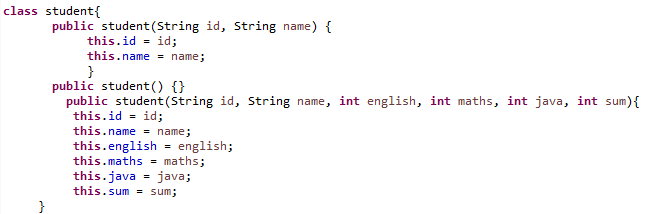 class student{
public student(String id, String name) {
this.id = id;
this.name = name;
}
public student() {}
public student(String id, String name, int english, int maths, int java, int sum){
this.id = id;
this.name = name;
this.english = english;
this.maths = maths;
this.java = java;
this.sum = sum;
}